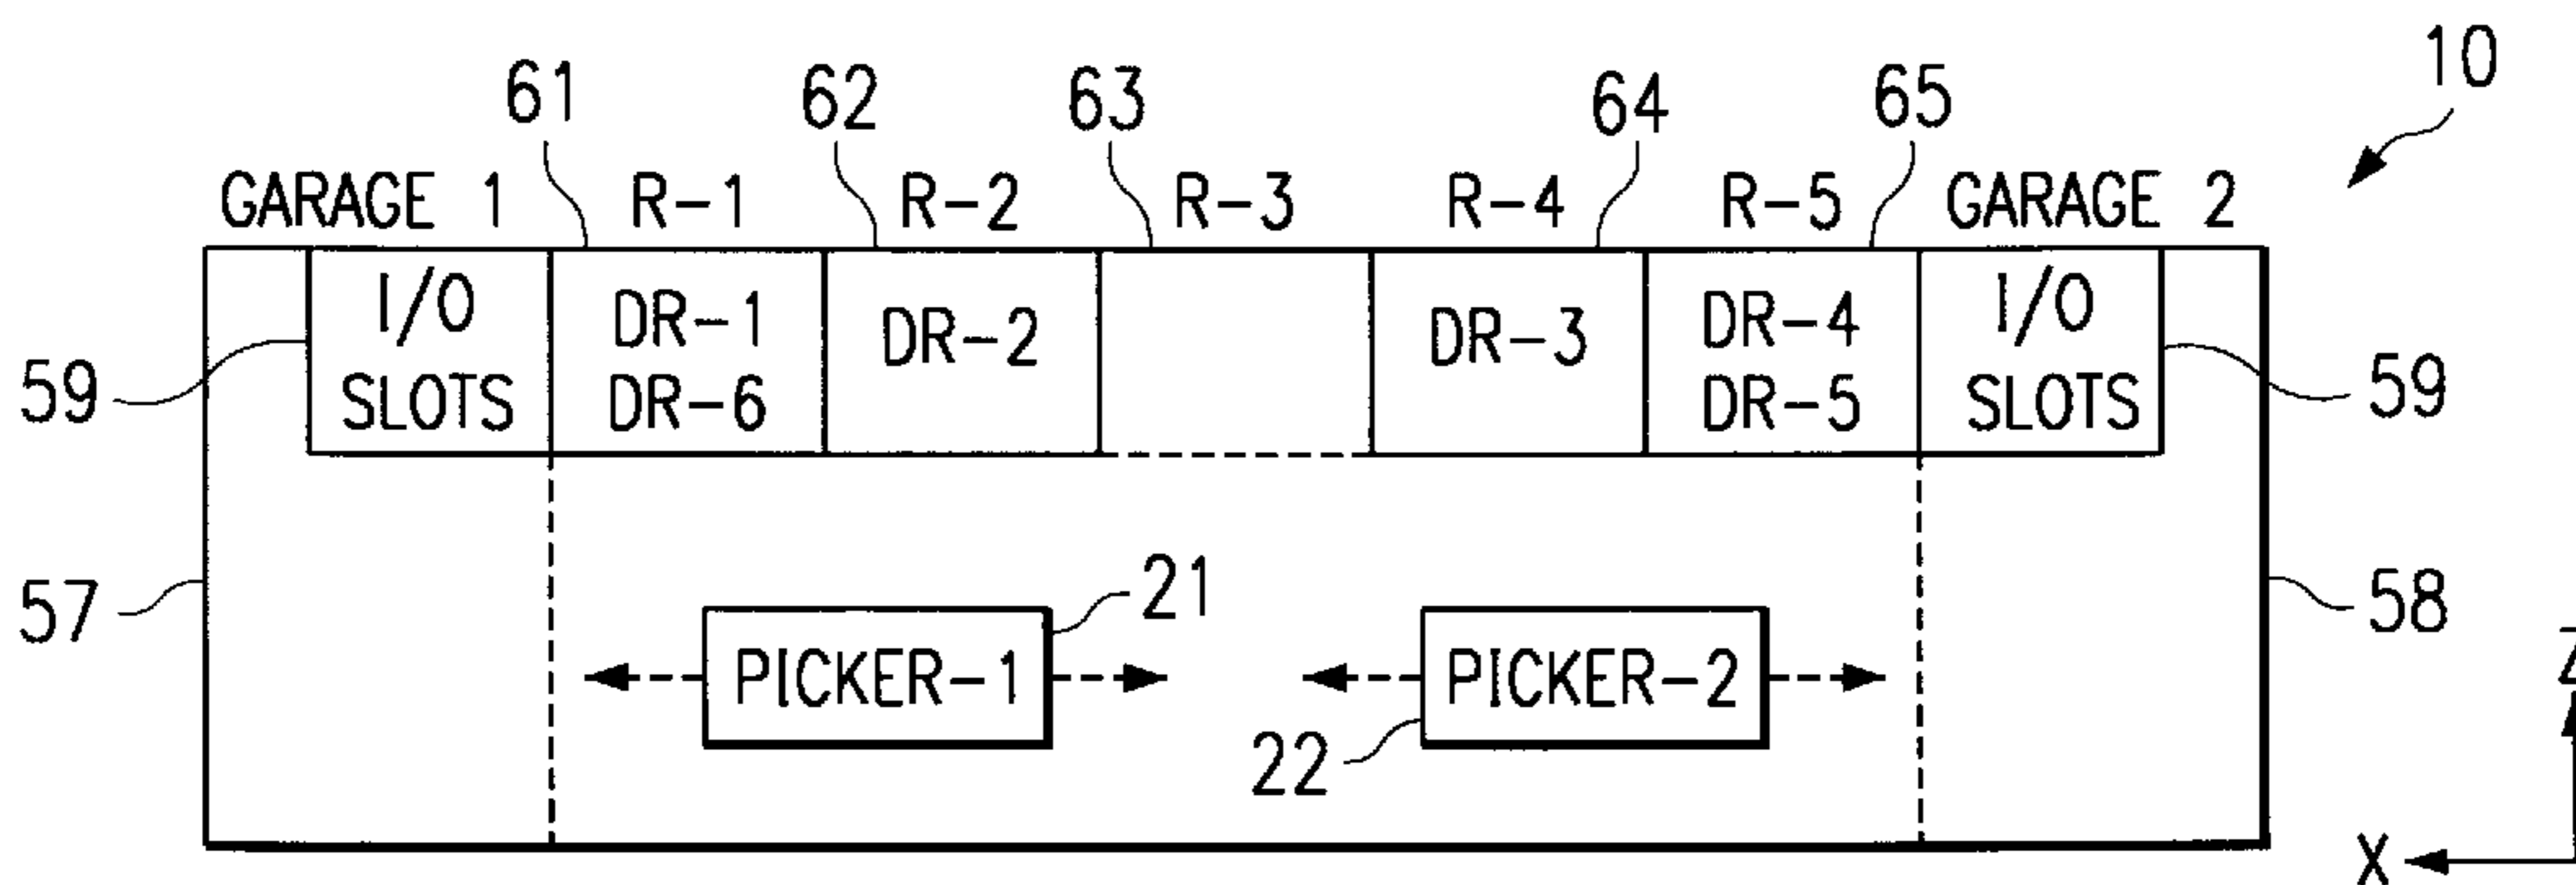 10
61 62 63 64 65
GARAGE 1 R-1 R-2 R-3 R-4 R-5 GARAGE 2
I/O SLOTS
DR-1
DR-6
DR-2
DR-3
DR-4
DR-5
I/O SLOTS
59
59
57
21
PICKER-1
PICKER-2
22
58
Z
X